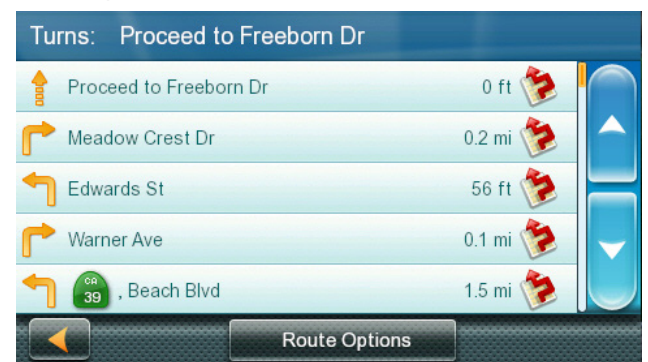 Turns: Proceed to Freeborn Dr
Proceed to Freeborn Dr 0 ft
Meadow Crest Dr 0.2 mi
Edwards St 56 ft
Warner Ave 0.1 mi
CA 39 , Beach Blvd 1.5 mi
Route Options